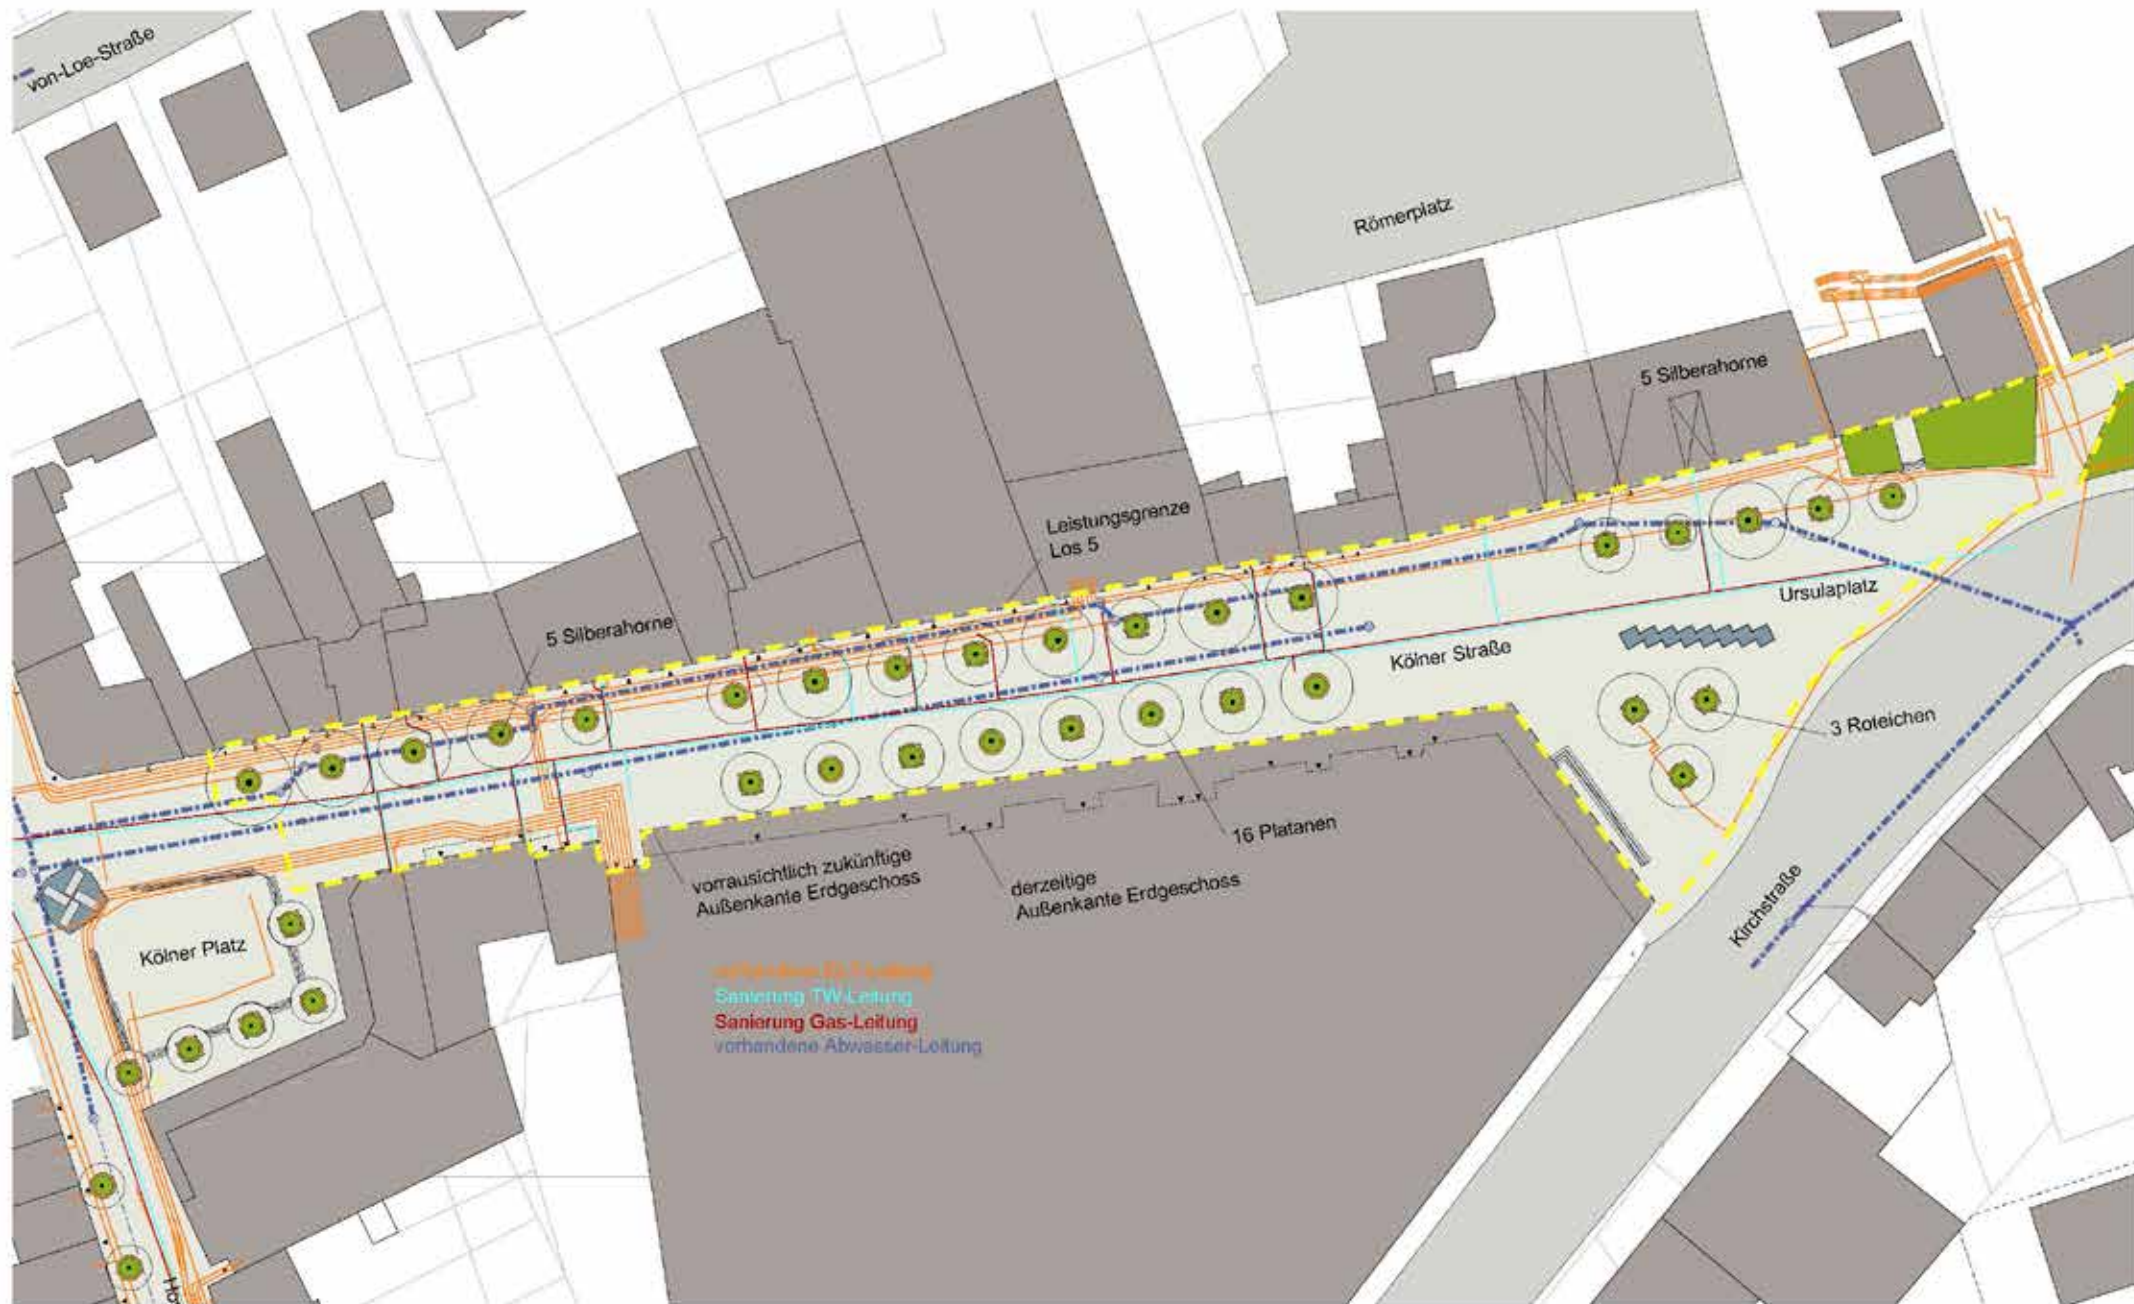 von-Loe-Straße
Römerplatz
5 Silberahorne
Leistungsgrenze
Los 5
5 Silberahorne
Ursulaplatz
Kölner Straße
3 Roteichen
16 Platanen
vorrausichtlich zukünftige
Außenkante Erdgeschoss
derzeitige
Außenkante Erdgeschoss
Kirchstraße
Kölner Platz
Sanierung TW-Leitung
Sanierung Gas-Leitung
vorhandene Abwasser-Leitung